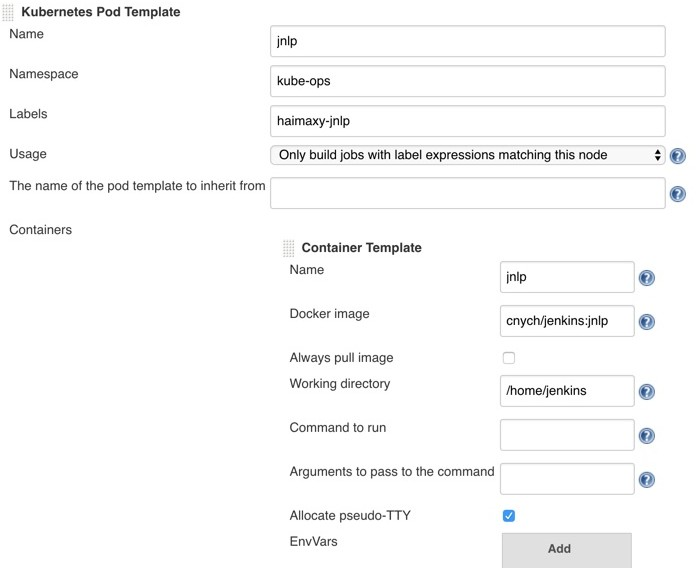 Kubernetes Pod Template
Name
jnlp
Namespace
kube-ops
Labels
haimaxy-jnlp
Usage
Only build jobs with label expressions matching this node
The name of the pod template to inherit from
Containers
Container Template
Name
jnlp
Docker image
cnych/jenkins:jnlp
Always pull image
Working directory
/home/jenkins
Command to run
Arguments to pass to the command
Allocate pseudo-TTY
EnvVars
Add